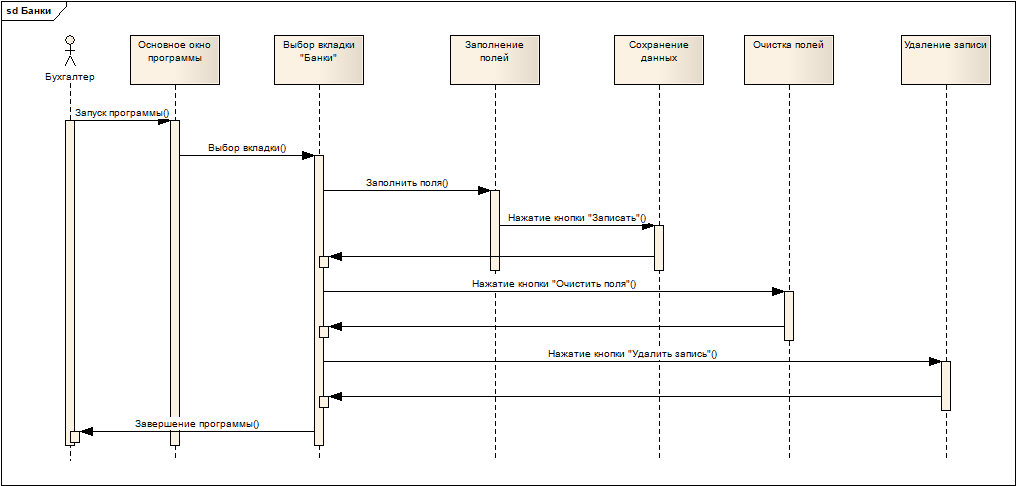 sd Банки
Бухгалтер
Основное окно
программы
Выбор вкладки
"Банки"
Заполнение
полей
Сохранение
данных
Очистка полей
Удаление записи
Запуск программы()
Выбор вкладки()
Заполнить поля()
Нажатие кнопки "Записать"()
Нажатие кнопки "Очистить поля"()
Нажатие кнопки "Удалить запись"()
Завершение программы()